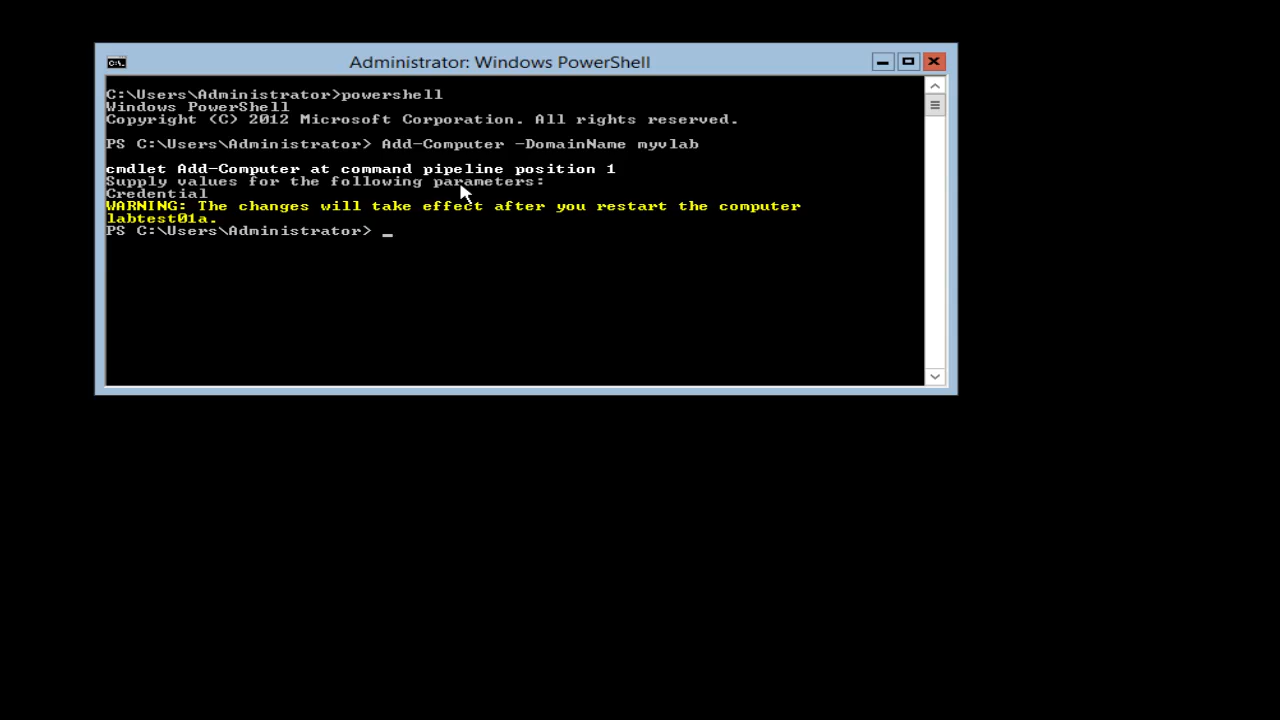 Administrator: Windows PowerShell
C:\Users\Administrator>powershell
Windows PowerShell
Copyright (C) 2012 Microsoft Corporation. All rights reserved.
PS C:\Users\Administrator> Add-Computer -DomainName myvlab
cmdlet Add-Computer at command pipeline position 1
Supply values for the following parameters:
Credential
WARNING: The changes will take effect after you restart the computer
labtest01a.
PS C:\Users\Administrator> _